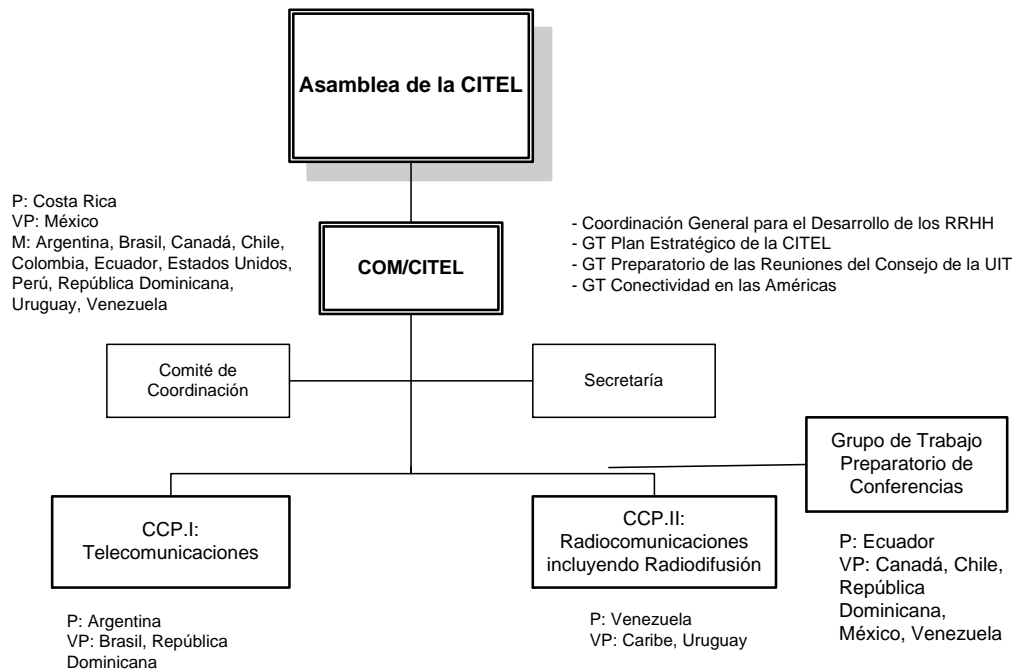 Asamblea de la CITEL
P: Costa Rica
VP: México
M: Argentina, Brasil, Canadá, Chile,
Colombia, Ecuador, Estados Unidos,
Perú, República Dominicana,
Uruguay, Venezuela
COM/CITEL
- Coordinación General para el Desarrollo de los RRHH
- GT Plan Estratégico de la CITEL
- GT Preparatorio de las Reuniones del Consejo de la UIT
- GT Conectividad en las Américas
Comité de
Coordinación
Secretaría
Grupo de Trabajo
Preparatorio de
Conferencias
P: Ecuador
VP: Canadá, Chile,
República
Dominicana,
México, Venezuela
CCP.I:
Telecomunicaciones
P: Argentina
VP: Brasil, República
Dominicana
CCP.II:
Radiocomunicaciones
incluyendo Radiodifusión
P: Venezuela
VP: Caribe, Uruguay